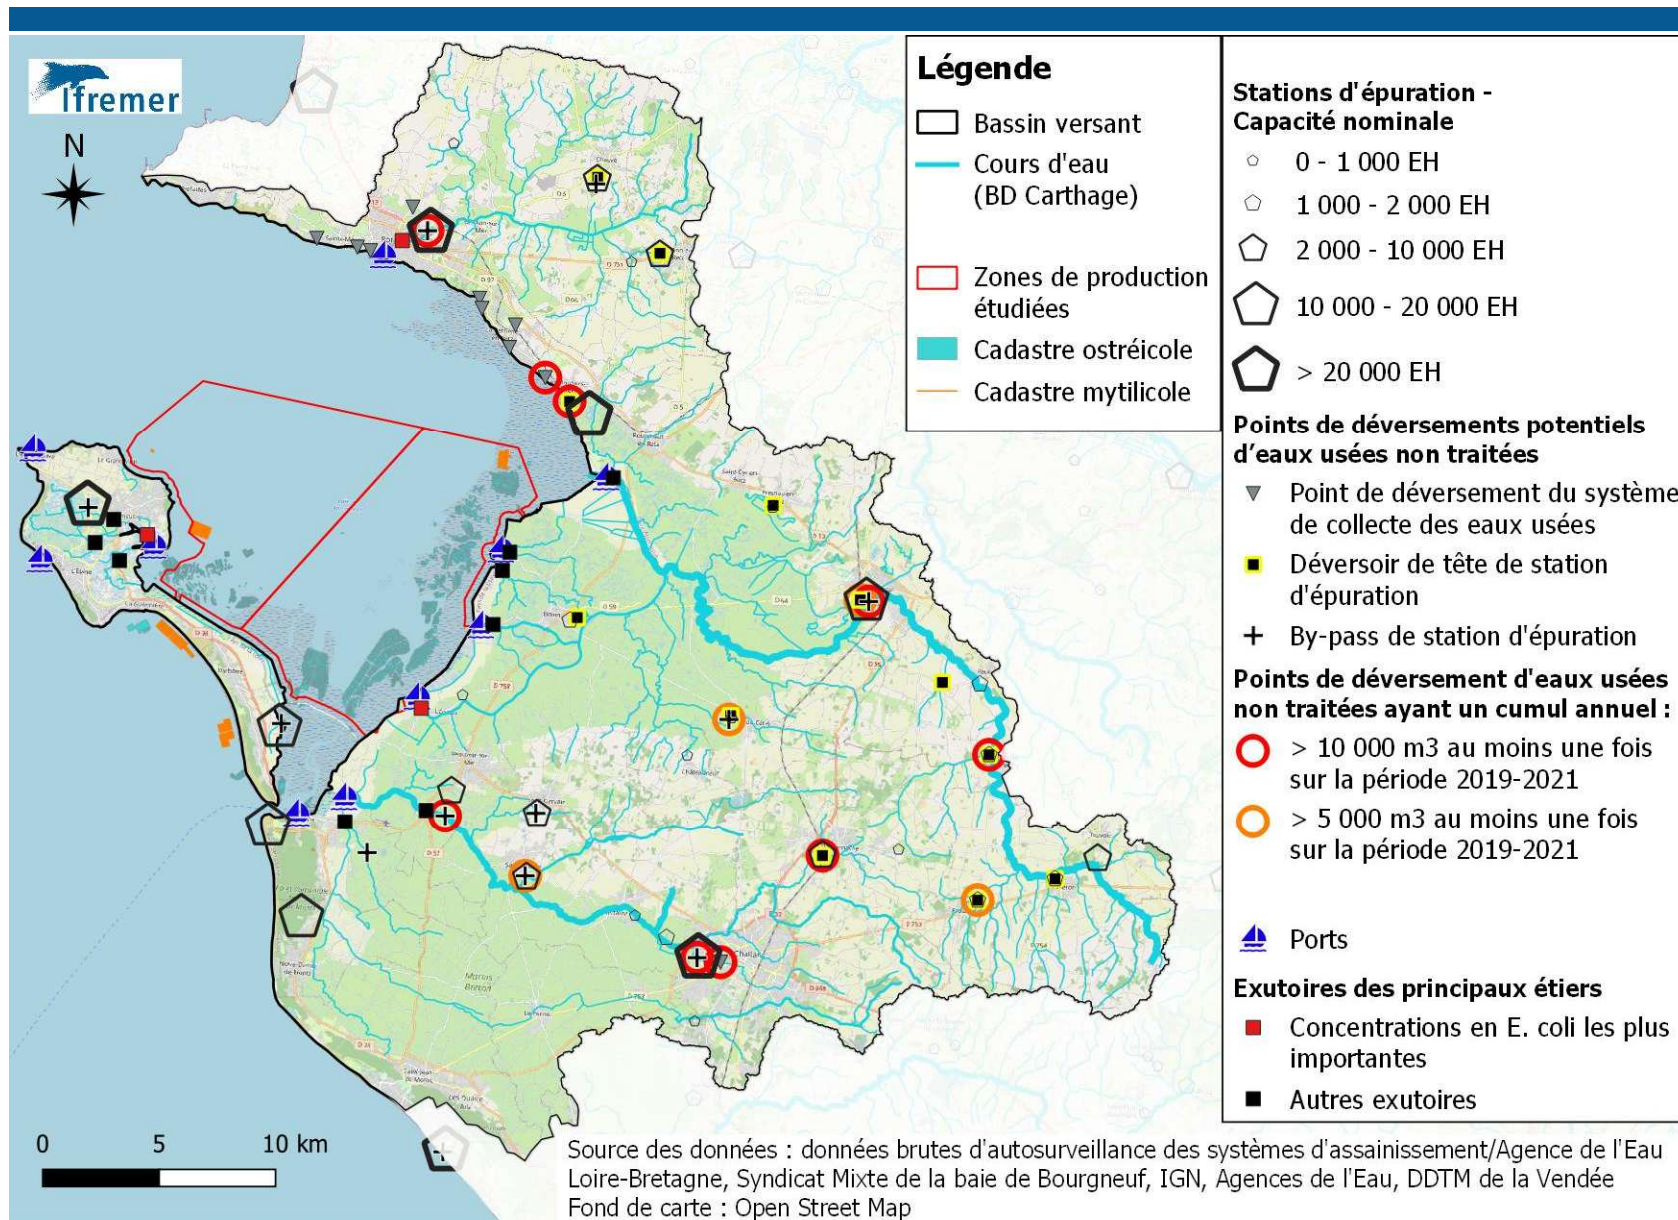 Ifremer
N
Légende
Bassin versant
Cours d'eau
(BD Carthage)
Zones de production
étudiées
Cadastre ostréicole
Cadastre mytilicole
Stations d'épuration -
Capacité nominale
0 - 1 000 EH
1 000 - 2 000 EH
2 000 - 10 000 EH
10 000 - 20 000 EH
> 20 000 EH
Points de déversements potentiels
d’eaux usées non traitées
Point de déversement du système
de collecte des eaux usées
Déversoir de tête de station
d'épuration
By-pass de station d'épuration
Points de déversement d'eaux usées
non traitées ayant un cumul annuel :
> 10 000 m3 au moins une fois
sur la période 2019-2021
> 5 000 m3 au moins une fois
sur la période 2019-2021
Ports
Exutoires des principaux étiers
Concentrations en E. coli les plus
importantes
Autres exutoires
0 5 10 km
Source des données : données brutes d'autosurveillance des systèmes d'assainissement/Agence de l'Eau
Loire-Bretagne, Syndicat Mixte de la baie de Bourgneuf, IGN, Agences de l'Eau, DDTM de la Vendée
Fond de carte : Open Street Map